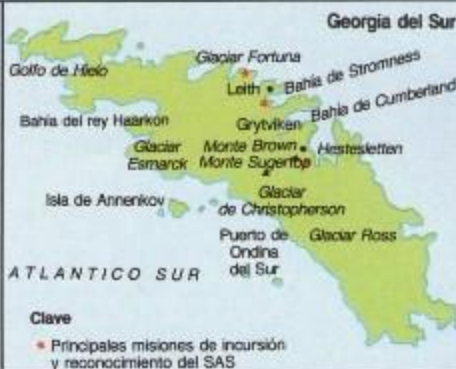 Georgia del Sur
Glaciar Fortuna
Golfo de Hielo
Leith
Bahía de Stromness
Bahía de Cumberland
Bahía del rey Haarkon
Grytviken
Glaciar
Esmarck
Monte Brown
Hestesletten
Monte Sugertop
Isla de Annenkov
Glaciar
de Christopherson
Puerto de
Ondina
del Sur
Glaciar Ross
ATLANTICO SUR
Clave
Principales misiones de incursión
y reconocimiento del SAS